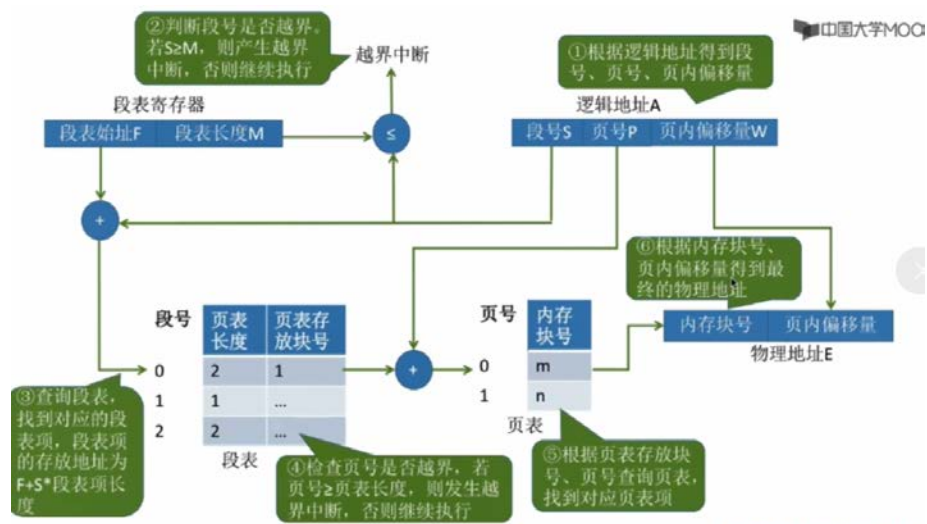 ②判断段号是否越界。
若S≥M，则产生越界
中断，否则继续执行
越界中断
中国大学MOOC
①根据逻辑地址得到段
号、页号、页内偏移量
段表寄存器
逻辑地址A
段表始址F 段表长度M
≤
段号S 页号P 页内偏移量W
+
⑥根据内存块号、
页内偏移量得到最
终的物理地址
段号 页表长度 页表存放块号
页号 内存块号
内存块号 页内偏移量
物理地址E
0 2 1
+
0 m
1 1 ...
1 n
2 2 ...
段表
页表
③查询段表，
找到对应的段
表项，段表项
的存放地址为
F+S*段表项长
度
④检查页号是否越界，若
页号≥页表长度，则发生越
界中断，否则继续执行
⑤根据页表存放块
号、页号查询页表，
找到对应页表项